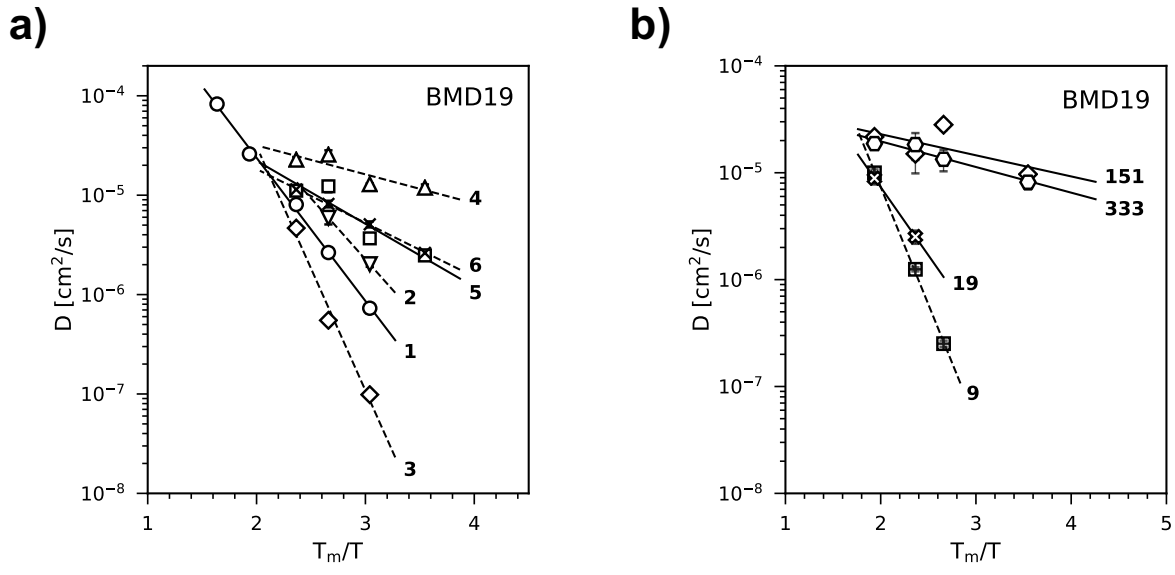 a)
BMD19
D [cm²/s]
10⁻⁴
10⁻⁵
10⁻⁶
10⁻⁷
10⁻⁸
4
6
5
2
1
3
1 2 3 4
Tₘ/T
b)
BMD19
D [cm²/s]
10⁻⁴
10⁻⁵
10⁻⁶
10⁻⁷
10⁻⁸
151
333
19
9
1 2 3 4 5
Tₘ/T